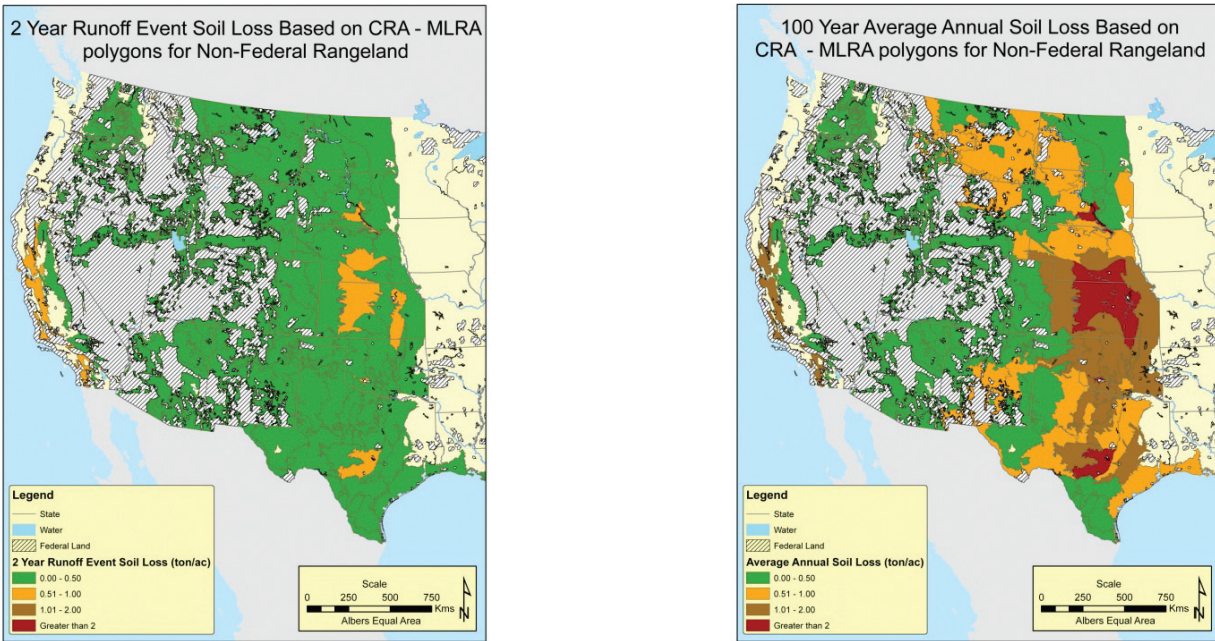 2 Year Runoff Event Soil Loss Based on CRA - MLRA
polygons for Non-Federal Rangeland
Legend
State
Water
Federal Land
2 Year Runoff Event Soil Loss (ton/ac)
0.00 - 0.50
0.51 - 1.00
1.01 - 2.00
Greater than 2
Scale
0 250 500 750
Kms
N
Albers Equal Area
100 Year Average Annual Soil Loss Based on
CRA - MLRA polygons for Non-Federal Rangeland
Legend
State
Water
Federal Land
Average Annual Soil Loss (ton/ac)
0.00 - 0.50
0.51 - 1.00
1.01 - 2.00
Greater than 2
Scale
0 250 500 750
Kms
N
Albers Equal Area